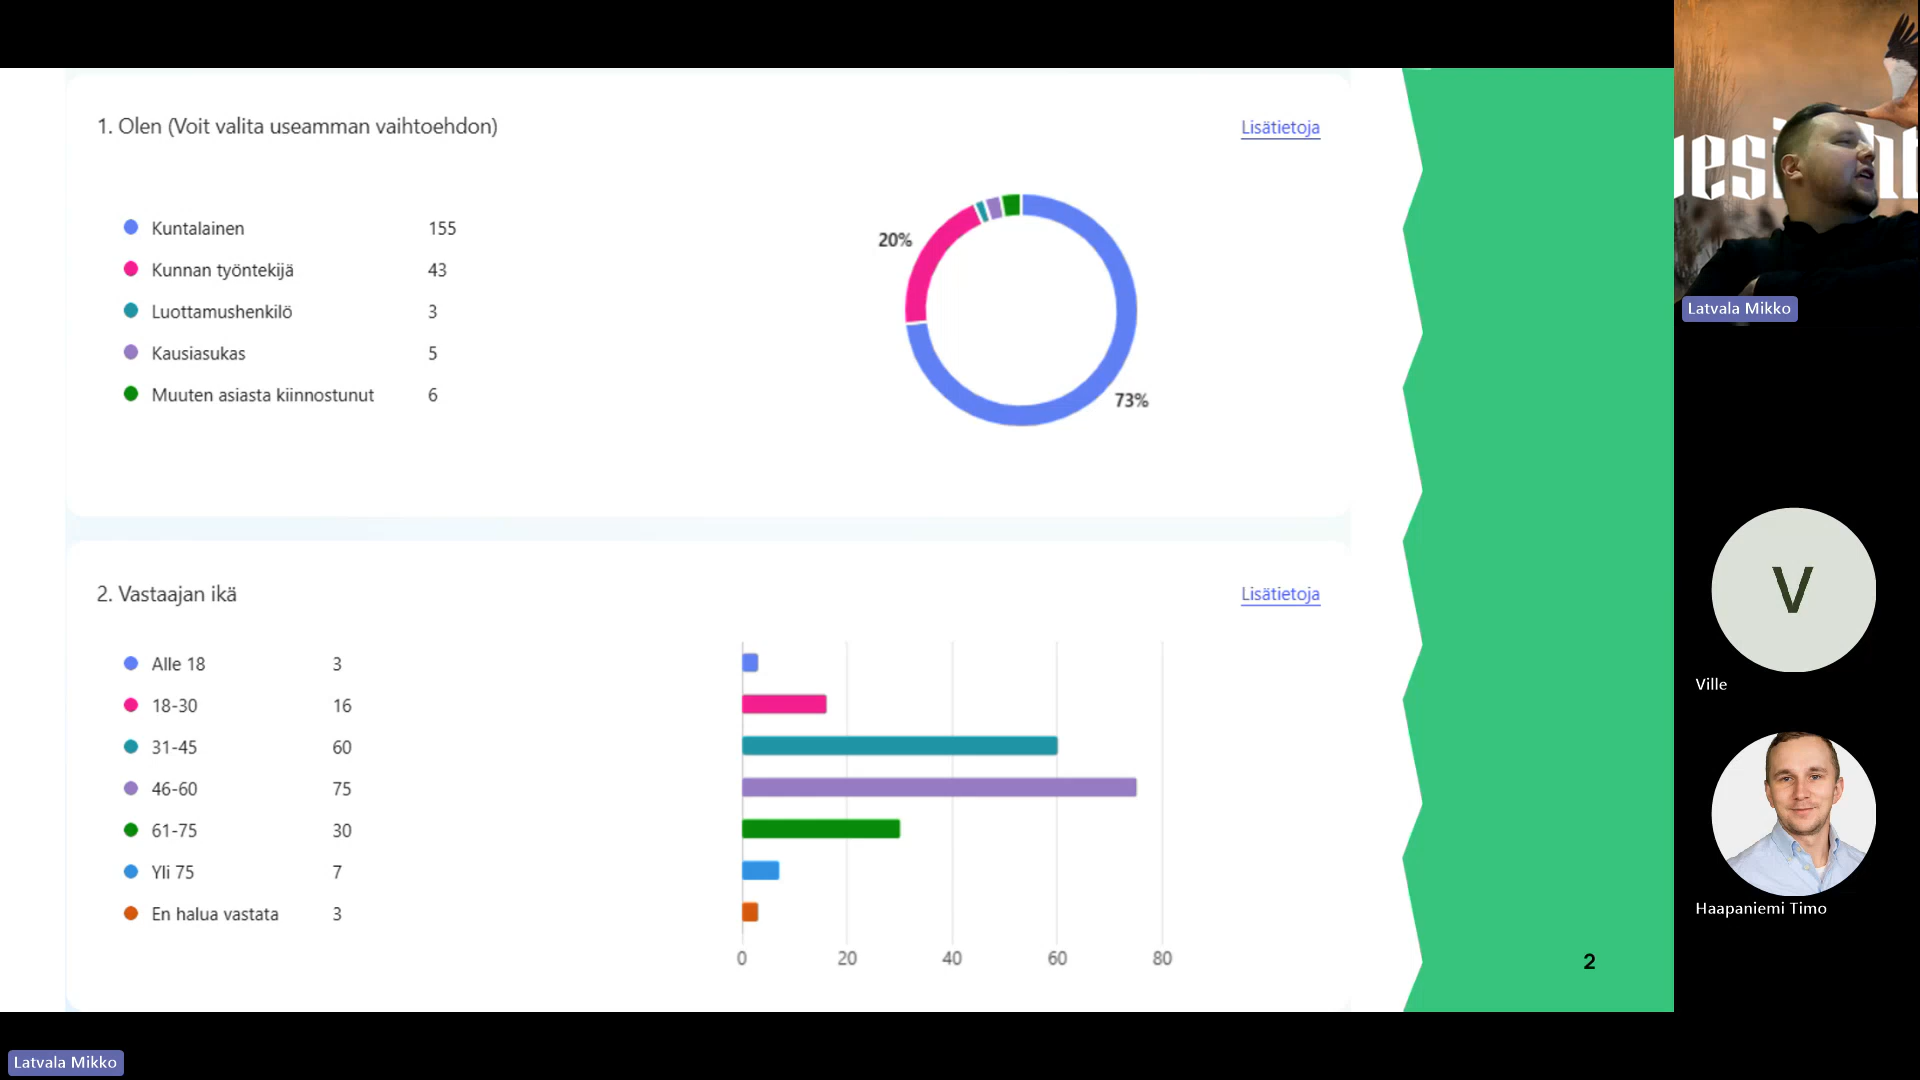 1. Olen (Voit valita useamman vaihtoehdon)
Lisätietoja
Kuntalainen 155
Kunnan työntekijä 43
Luottamushenkilö 3
Kausiasukas 5
Muuten asiasta kiinnostunut 6
20%
73%
2. Vastaajan ikä
Lisätietoja
Alle 18 3
18-30 16
31-45 60
46-60 75
61-75 30
Yli 75 7
En halua vastata 3
0 20 40 60 80
2
Latvala Mikko
V
Ville
Haapaniemi Timo
Latvala Mikko